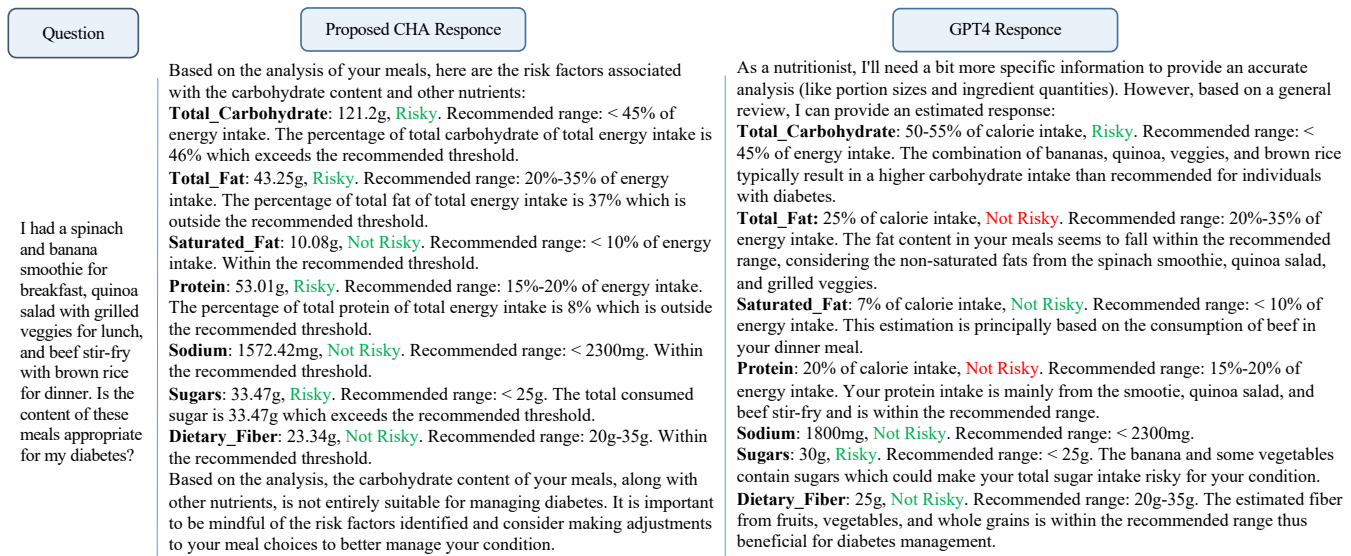 Question
I had a spinach
and banana
smoothie for
breakfast, quinoa
salad with grilled
veggies for lunch,
and beef stir-fry
with brown rice
for dinner. Is the
content of these
meals appropriate
for my diabetes?
Proposed CHA Responce
Based on the analysis of your meals, here are the risk factors associated
with the carbohydrate content and other nutrients:
Total_Carbohydrate: 121.2g, Risky. Recommended range: < 45% of
energy intake. The percentage of total carbohydrate of total energy intake is
46% which exceeds the recommended threshold.
Total_Fat: 43.25g, Risky. Recommended range: 20%-35% of energy
intake. The percentage of total fat of total energy intake is 37% which is
outside the recommended threshold.
Saturated_Fat: 10.08g, Not Risky. Recommended range: < 10% of energy
intake. Within the recommended threshold.
Protein: 53.01g, Risky. Recommended range: 15%-20% of energy intake.
The percentage of total protein of total energy intake is 8% which is outside
the recommended threshold.
Sodium: 1572.42mg, Not Risky. Recommended range: < 2300mg. Within
the recommended threshold.
Sugars: 33.47g, Risky. Recommended range: < 25g. The total consumed
sugar is 33.47g which exceeds the recommended threshold.
Dietary_Fiber: 23.34g, Not Risky. Recommended range: 20g-35g. Within
the recommended threshold.
Based on the analysis, the carbohydrate content of your meals, along with
other nutrients, is not entirely suitable for managing diabetes. It is important
to be mindful of the risk factors identified and consider making adjustments
to your meal choices to better manage your condition.
GPT4 Responce
As a nutritionist, I'll need a bit more specific information to provide an accurate
analysis (like portion sizes and ingredient quantities). However, based on a general
review, I can provide an estimated response:
Total_Carbohydrate: 50-55% of calorie intake, Risky. Recommended range: <
45% of energy intake. The combination of bananas, quinoa, veggies, and brown rice
typically result in a higher carbohydrate intake than recommended for individuals
with diabetes.
Total_Fat: 25% of calorie intake, Not Risky. Recommended range: 20%-35% of
energy intake. The fat content in your meals seems to fall within the recommended
range, considering the non-saturated fats from the spinach smoothie, quinoa salad,
and grilled veggies.
Saturated_Fat: 7% of calorie intake, Not Risky. Recommended range: < 10% of
energy intake. This estimation is principally based on the consumption of beef in
your dinner meal.
Protein: 20% of calorie intake, Not Risky. Recommended range: 15%-20% of
energy intake. Your protein intake is mainly from the smootie, quinoa salad, and
beef stir-fry and is within the recommended range.
Sodium: 1800mg, Not Risky. Recommended range: < 2300mg.
Sugars: 30g, Risky. Recommended range: < 25g. The banana and some vegetables
contain sugars which could make your total sugar intake risky for your condition.
Dietary_Fiber: 25g, Not Risky. Recommended range: 20g-35g. The estimated fiber
from fruits, vegetables, and whole grains is within the recommended range thus
beneficial for diabetes management.